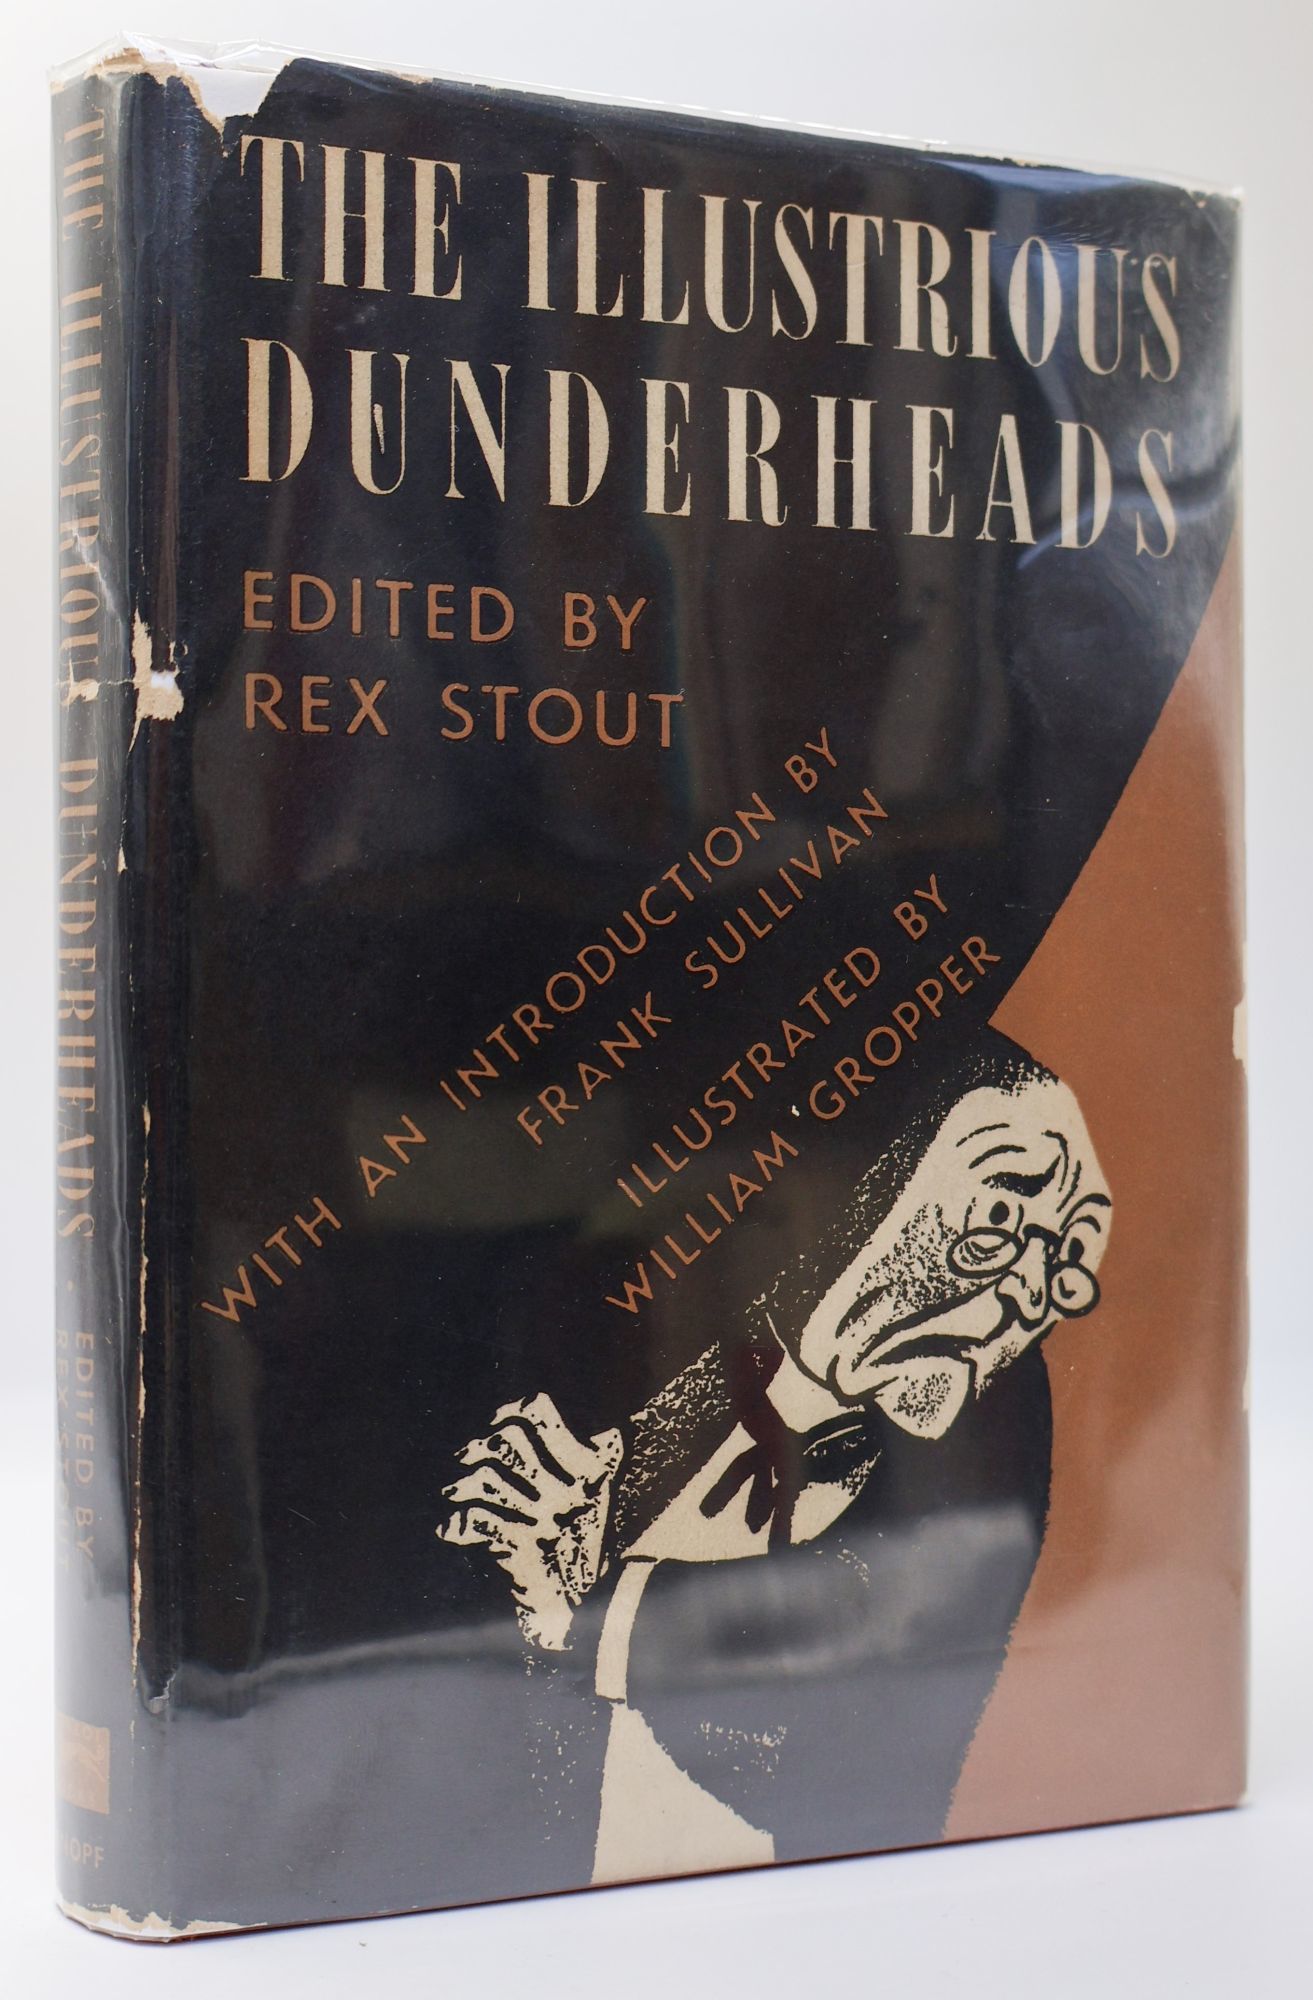 THE ILLUSTRIOUS
DUNDERHEADS
EDITED BY
REX STOUT
WITH AN INTRODUCTION BY
FRANK SULLIVAN
ILLUSTRATED BY
WILLIAM GROPPER
THE ILLUSTRIOUS DUNDERHEADS · EDITED BY
REX STOUT